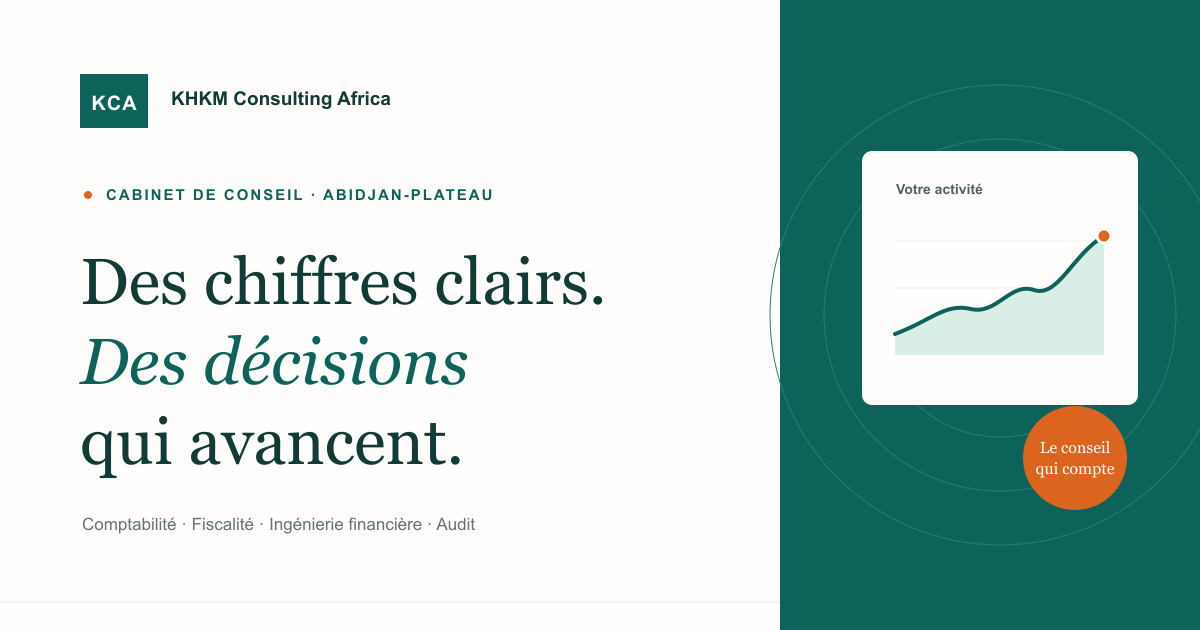 KCA
KHKM Consulting Africa
CABINET DE CONSEIL · ABIDJAN-PLATEAU
Des chiffres clairs.
Des décisions
qui avancent.
Comptabilité · Fiscalité · Ingénierie financière · Audit
Votre activité
Le conseil
qui compte